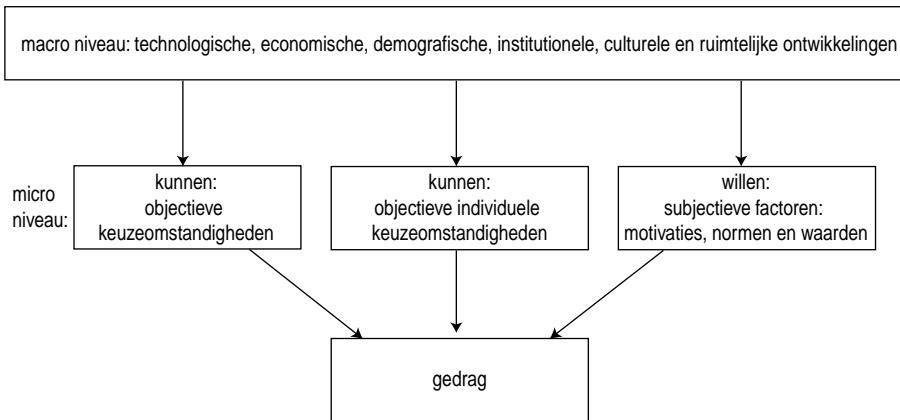 macro niveau: technologische, economische, demografische, institutionele, culturele en ruimtelijke ontwikkelingen
micro
niveau:
kunnen:
objectieve
keuzeomstandigheden
kunnen:
objectieve individuele
keuzeomstandigheden
willen:
subjectieve factoren:
motivaties, normen en waarden
gedrag